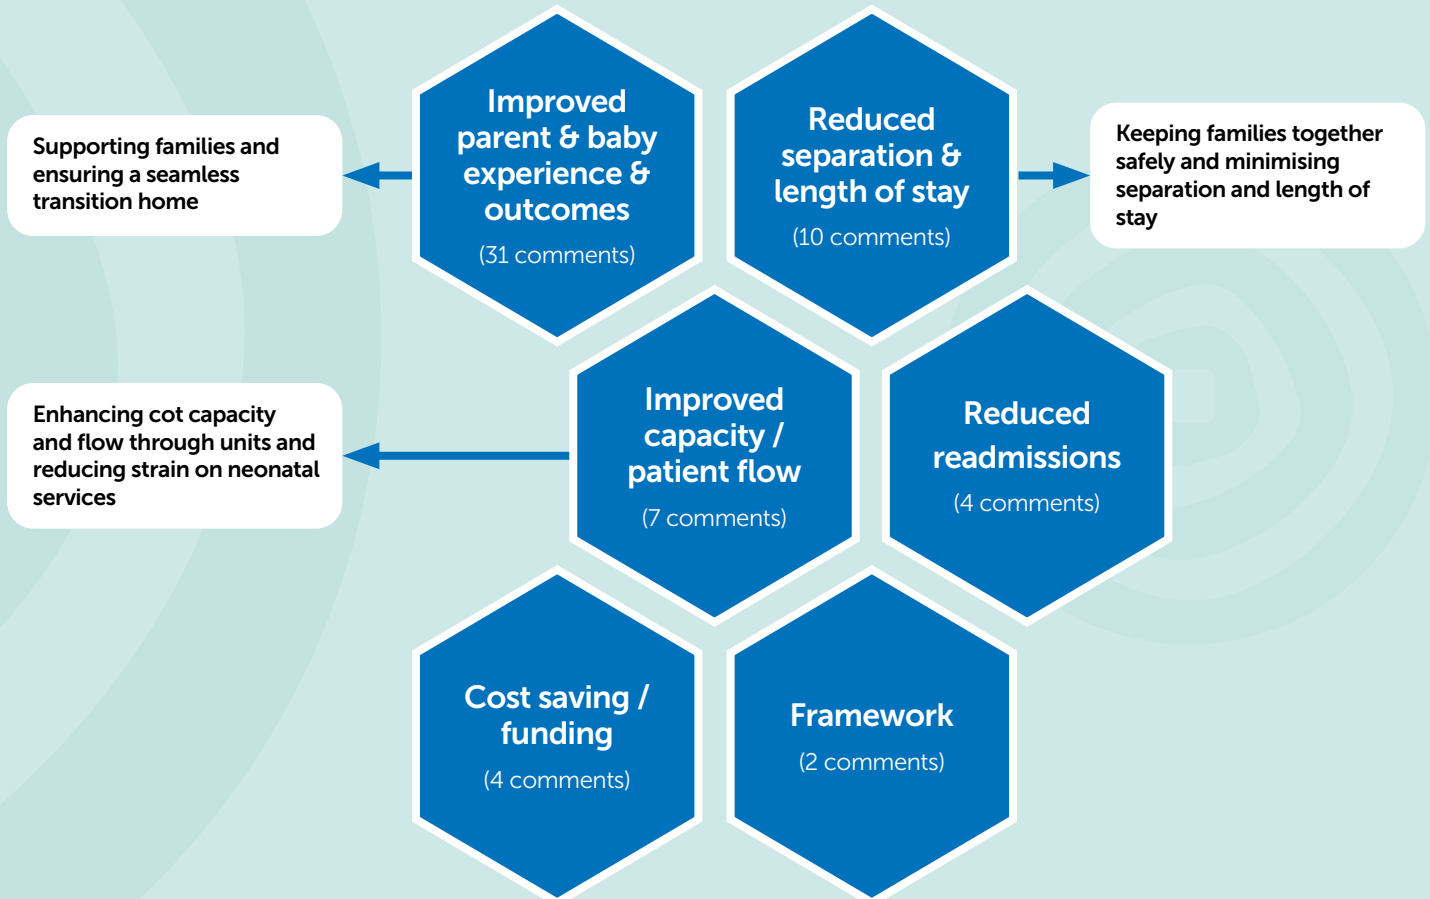 Improved
parent & baby
experience &
outcomes
(31 comments)
Reduced
separation &
length of stay
(10 comments)
Supporting families and
ensuring a seamless
transition home
Keeping families together
safely and minimising
separation and length of
stay
Improved
capacity /
patient flow
(7 comments)
Reduced
readmissions
(4 comments)
Enhancing cot capacity
and flow through units and
reducing strain on neonatal
services
Cost saving /
funding
(4 comments)
Framework
(2 comments)